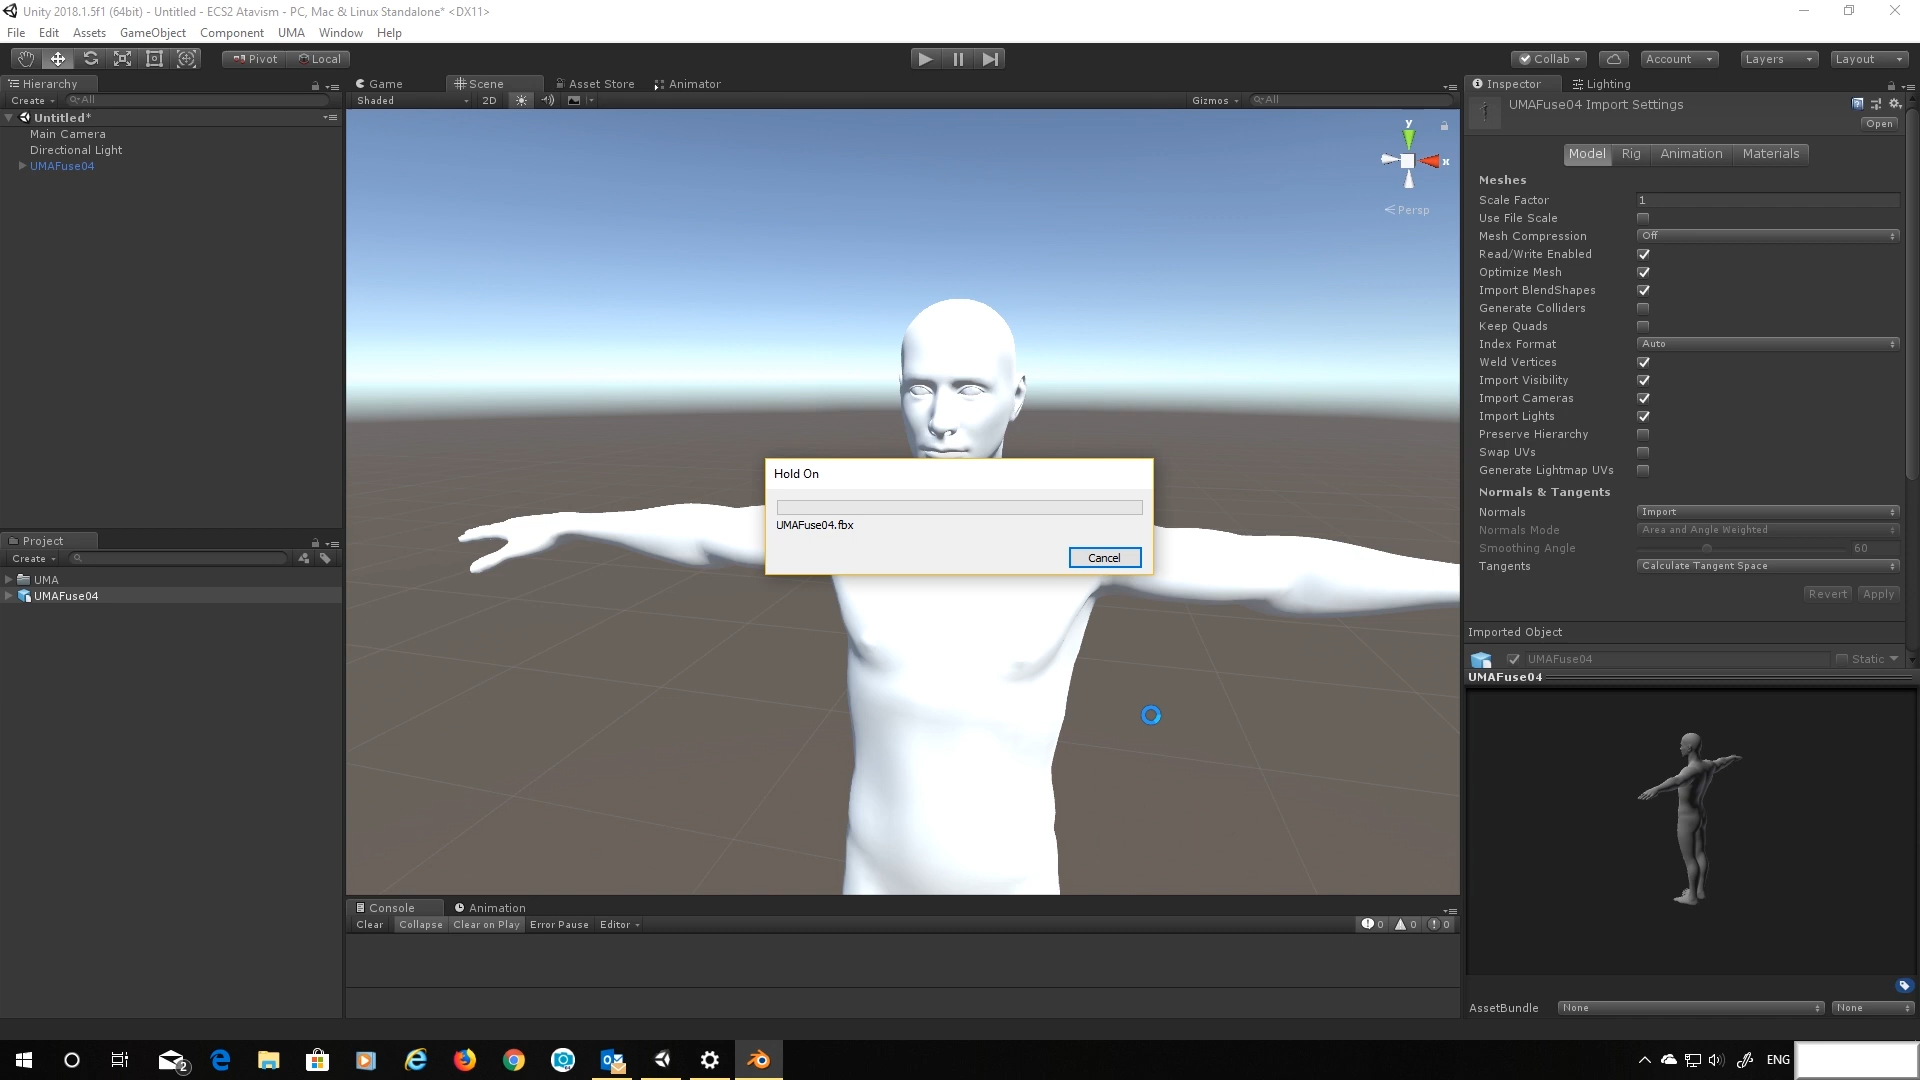 Unity 2018.1.5f1 (64bit) - Untitled - ECS2 Atavism - PC, Mac & Linux Standalone* <DX11>
File Edit Assets GameObject Component UMA Window Help
Pivot Local Collab Account Layers Layout
Hierarchy
Create All
Untitled*
Main Camera
Directional Light
UMAFuse04
Project
Create
UMA
UMAFuse04
Game Scene Asset Store Animator
Shaded 2D Gizmos All
y
x
Persp
Hold On
UMAFuse04.fbx
Cancel
Console Animation
Clear Collapse Clear on Play Error Pause Editor 0 0 0
Inspector Lighting
UMAFuse04 Import Settings
Open
Model Rig Animation Materials
Meshes
Scale Factor 1
Use File Scale
Mesh Compression Off
Read/Write Enabled
Optimize Mesh
Import BlendShapes
Generate Colliders
Keep Quads
Index Format Auto
Weld Vertices
Import Visibility
Import Cameras
Import Lights
Preserve Hierarchy
Swap UVs
Generate Lightmap UVs
Normals & Tangents
Normals Import
Normals Mode Area and Angle Weighted
Smoothing Angle 60
Tangents Calculate Tangent Space
Revert Apply
Imported Object
UMAFuse04 Static
UMAFuse04
AssetBundle None None
2 ENG